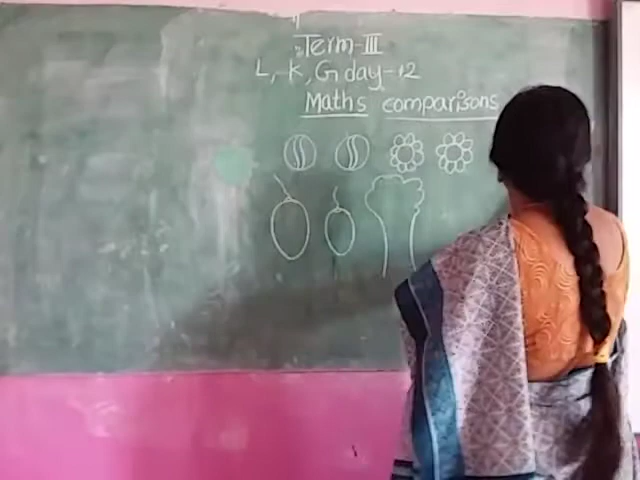 Term-III
L, K, G day-12
Maths comparisons